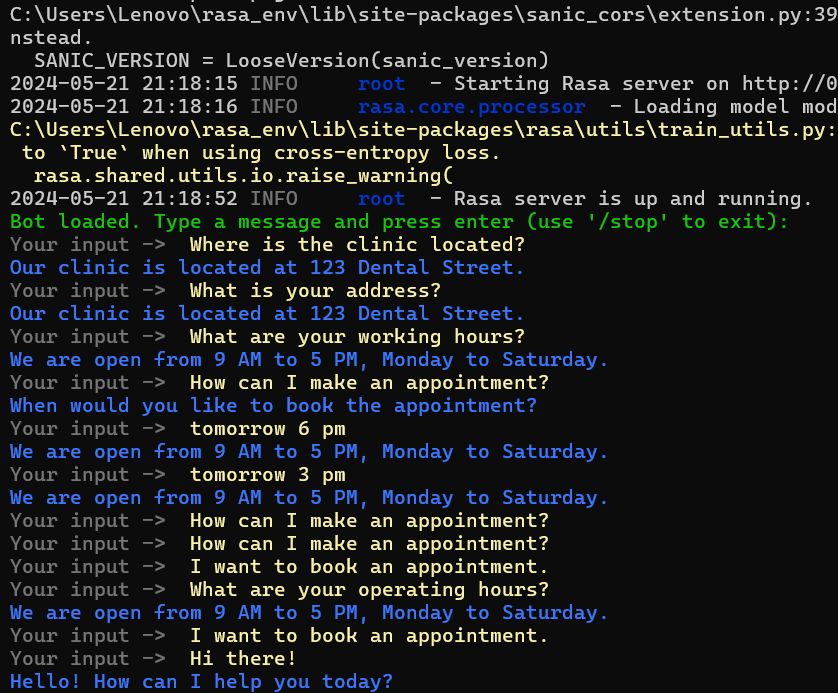 C:\Users\Lenovo\rasa_env\lib\site-packages\sanic_cors\extension.py:39
nstead.
  SANIC_VERSION = LooseVersion(sanic_version)
2024-05-21 21:18:15 INFO     root  - Starting Rasa server on http://0
2024-05-21 21:18:16 INFO     rasa.core.processor  - Loading model mod
C:\Users\Lenovo\rasa_env\lib\site-packages\rasa\utils\train_utils.py:
 to `True` when using cross-entropy loss.
  rasa.shared.utils.io.raise_warning(
2024-05-21 21:18:52 INFO     root  - Rasa server is up and running.
Bot loaded. Type a message and press enter (use '/stop' to exit):
Your input ->  Where is the clinic located?
Our clinic is located at 123 Dental Street.
Your input ->  What is your address?
Our clinic is located at 123 Dental Street.
Your input ->  What are your working hours?
We are open from 9 AM to 5 PM, Monday to Saturday.
Your input ->  How can I make an appointment?
When would you like to book the appointment?
Your input ->  tomorrow 6 pm
We are open from 9 AM to 5 PM, Monday to Saturday.
Your input ->  tomorrow 3 pm
We are open from 9 AM to 5 PM, Monday to Saturday.
Your input ->  How can I make an appointment?
Your input ->  How can I make an appointment?
Your input ->  I want to book an appointment.
Your input ->  What are your operating hours?
We are open from 9 AM to 5 PM, Monday to Saturday.
Your input ->  I want to book an appointment.
Your input ->  Hi there!
Hello! How can I help you today?